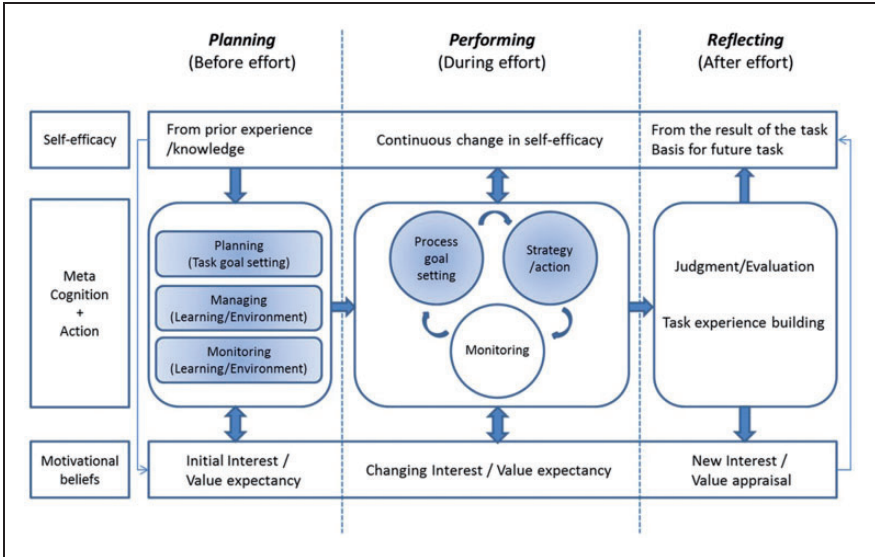 Planning
(Before effort)
Performing
(During effort)
Reflecting
(After effort)
Self-efficacy
From prior experience
/knowledge
Continuous change in self-efficacy
From the result of the task
Basis for future task
Meta
Cognition
+
Action
Planning
(Task goal setting)
Managing
(Learning/Environment)
Monitoring
(Learning/Environment)
Process
goal
setting
Strategy
/action
Monitoring
Judgment/Evaluation
Task experience building
Motivational
beliefs
Initial Interest /
Value expectancy
Changing Interest / Value expectancy
New Interest /
Value appraisal